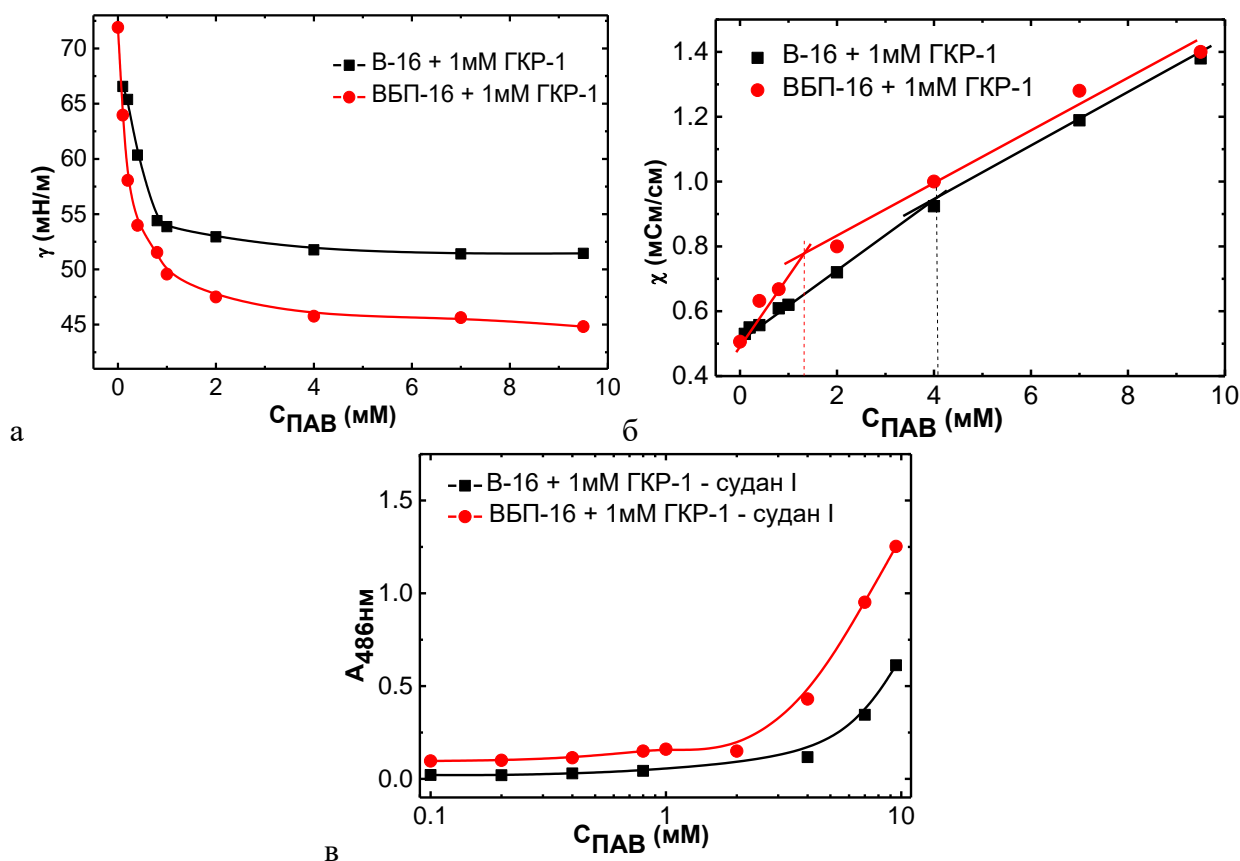 70
65
60
55
50
45
γ (мН/м)
В-16 + 1мМ ГКР-1
ВБП-16 + 1мМ ГКР-1
0 2 4 6 8 10
CПАВ (мМ)
а
1.4
1.2
1.0
0.8
0.6
0.4
χ (мСм/см)
В-16 + 1мМ ГКР-1
ВБП-16 + 1мМ ГКР-1
0 2 4 6 8 10
CПАВ (мМ)
б
1.5
1.0
0.5
0.0
A486нм
В-16 + 1мМ ГКР-1 - судан I
ВБП-16 + 1мМ ГКР-1 - судан I
0.1 1 10
CПАВ (мМ)
в